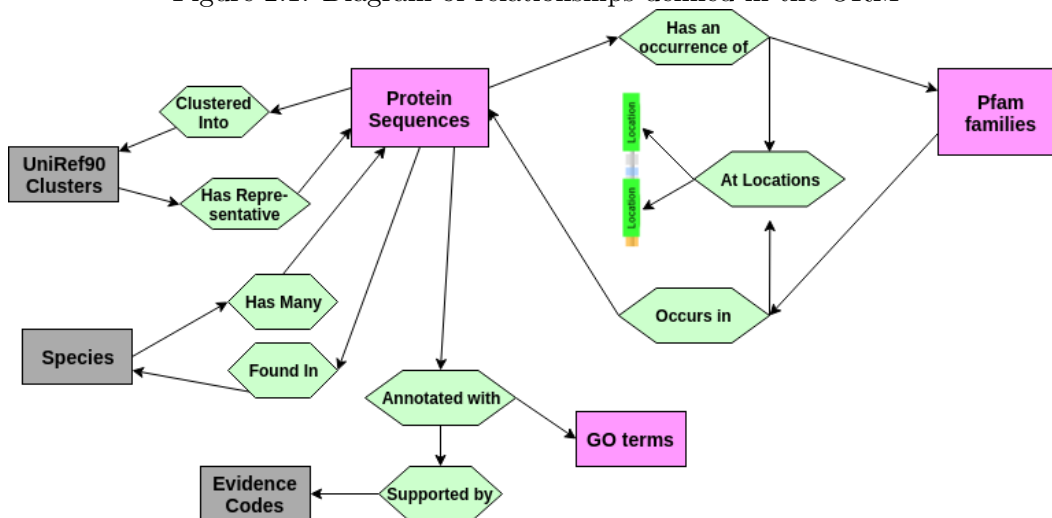 Figure 2.1: Diagram of relationships defined in the ORM
Has an
occurrence of
Protein
Sequences
Pfam
families
Clustered
Into
Location
UniRef90
Clusters
At Locations
Has Repre-
sentative
Location
Has Many
Occurs in
Species
Found In
Annotated with
GO terms
Evidence
Codes
Supported by